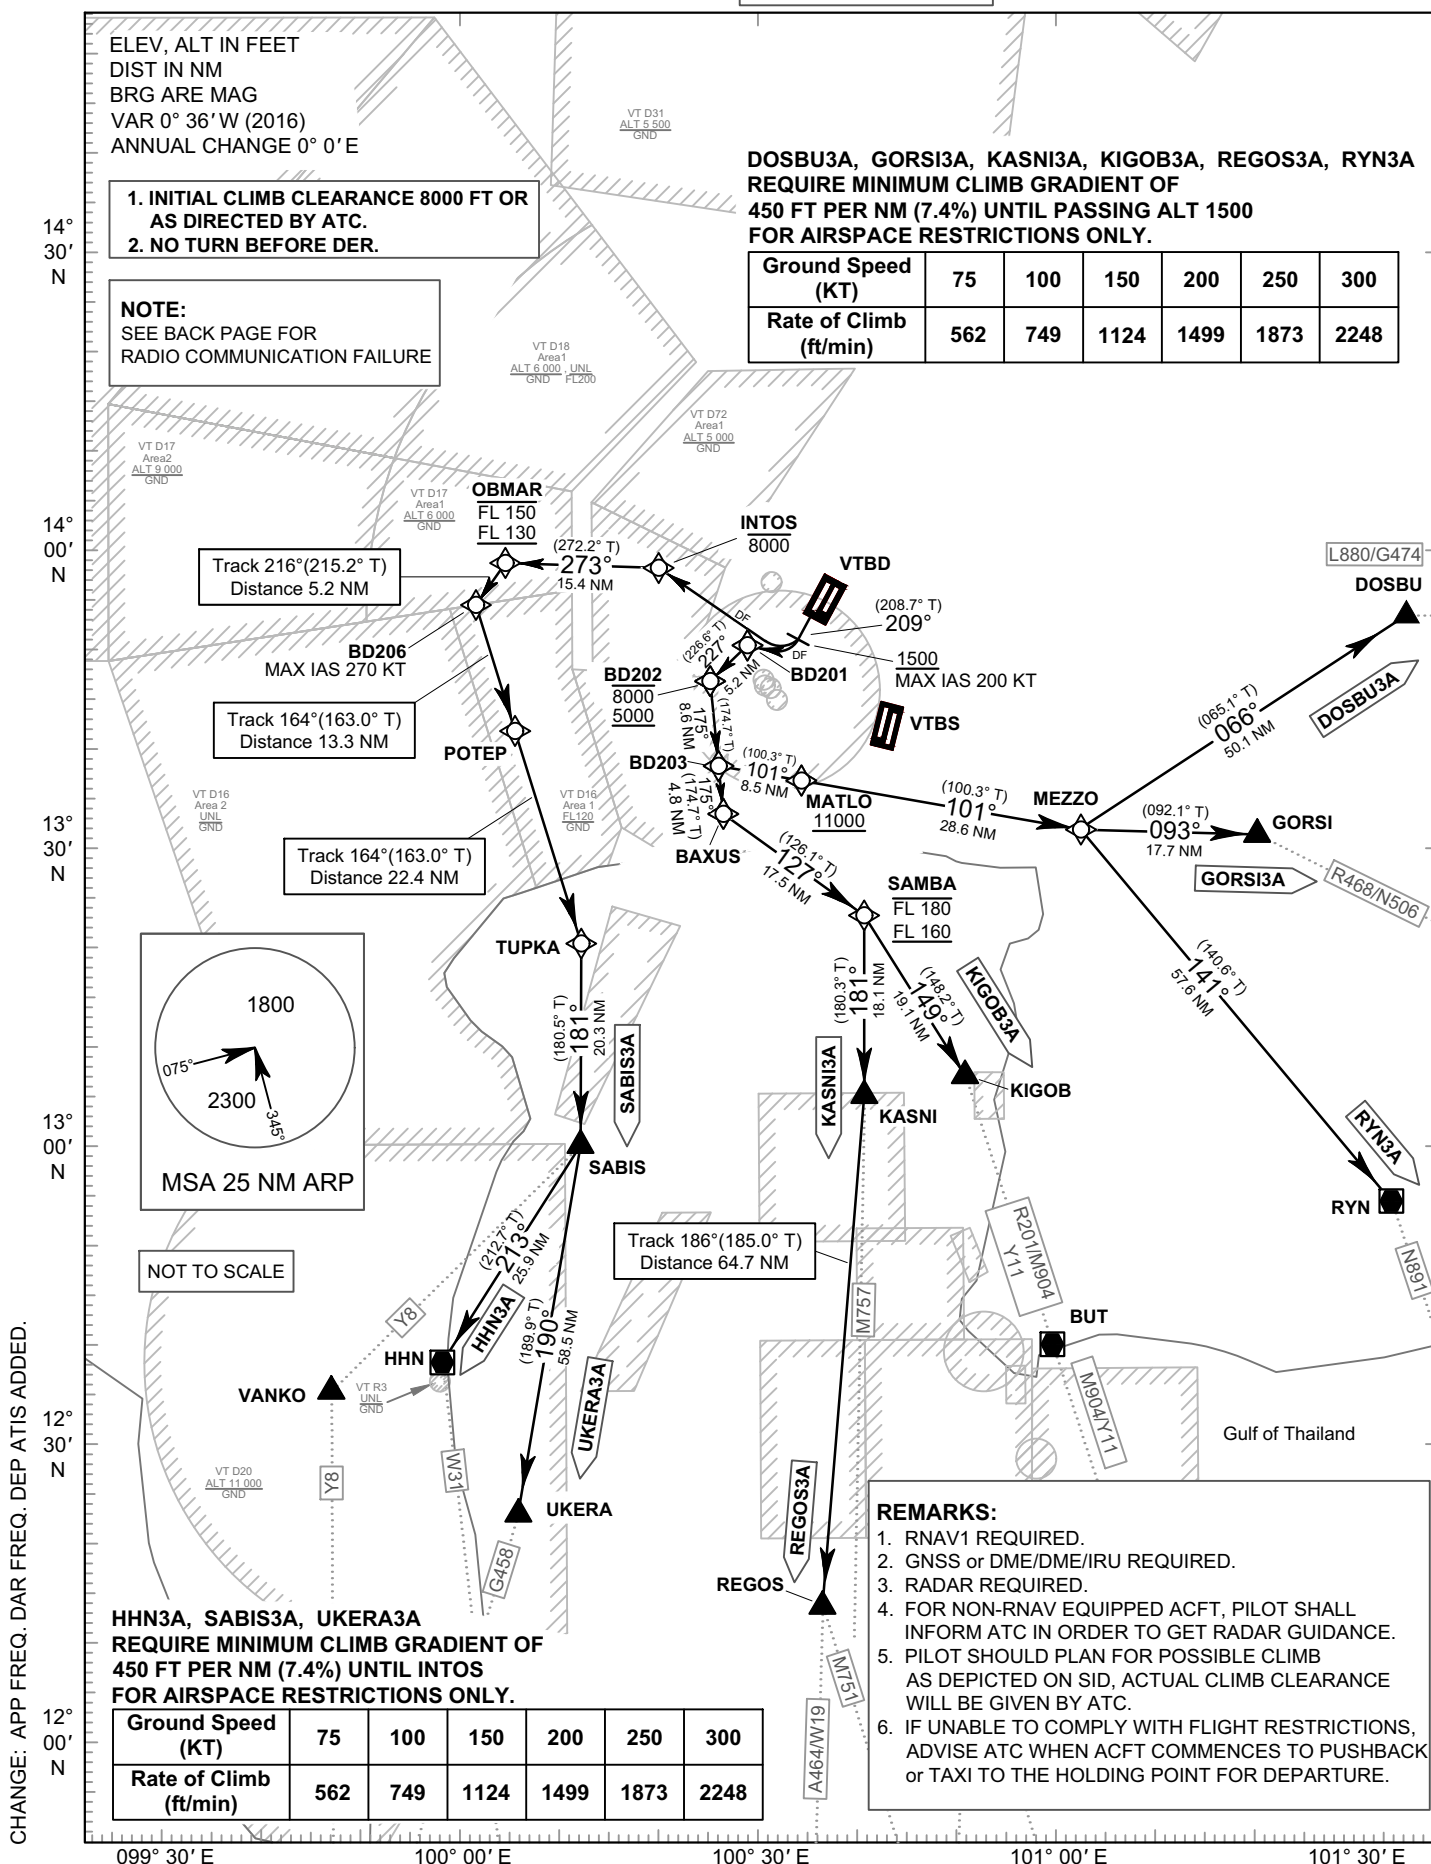 ELEV, ALT IN FEET
DIST IN NM
BRG ARE MAG
VAR 0° 36′ W (2016)
ANNUAL CHANGE 0° 0′ E
1. INITIAL CLIMB CLEARANCE 8000 FT OR
AS DIRECTED BY ATC.
2. NO TURN BEFORE DER.
NOTE:
SEE BACK PAGE FOR
RADIO COMMUNICATION FAILURE
VT D31
ALT 5 500
GND
DOSBU3A, GORSI3A, KASNI3A, KIGOB3A, REGOS3A, RYN3A
REQUIRE MINIMUM CLIMB GRADIENT OF
450 FT PER NM (7.4%) UNTIL PASSING ALT 1500
FOR AIRSPACE RESTRICTIONS ONLY.
Ground Speed (KT) 75 100 150 200 250 300
Rate of Climb (ft/min) 562 749 1124 1499 1873 2248
14°
30′
N
VT D18
Area1
ALT 6 000 , UNL
GND FL200
VT D72
Area1
ALT 5 000
GND
VT D17
Area2
ALT 9 000
GND
VT D17
Area1
ALT 6 000
GND
OBMAR
FL 150
FL 130
INTOS
8000
14°
00′
N
(272.2° T)
273°
15.4 NM
VTBD
L880/G474
DOSBU
Track 216°(215.2° T)
Distance 5.2 NM
DF
(208.7° T)
209°
DF
1500
MAX IAS 200 KT
BD206
MAX IAS 270 KT
(226.6° T)
227°
5.2 NM
BD201
BD202
8000
5000
VTBS
(065.1° T)
066°
50.1 NM
DOSBU3A
Track 164°(163.0° T)
Distance 13.3 NM
POTEP
(174.7° T)
175°
8.6 NM
BD203
(100.3° T)
101°
8.5 NM
MATLO
11000
(100.3° T)
101°
28.6 NM
MEZZO
(092.1° T)
093°
17.7 NM
GORSI
GORSI3A
R468/N506
VT D16
Area 2
UNL
GND
VT D16
Area 1
FL120
GND
13°
30′
N
175°
(174.7° T)
4.8 NM
BAXUS
(126.1° T)
127°
17.5 NM
SAMBA
FL 180
FL 160
Track 164°(163.0° T)
Distance 22.4 NM
TUPKA
(180.5° T)
181°
20.3 NM
SABIS3A
(180.3° T)
181°
18.1 NM
KASNI3A
(148.2° T)
149°
19.1 NM
KIGOB3A
(140.6° T)
141°
57.6 NM
1800
075°
2300
345°
MSA 25 NM ARP
KASNI
KIGOB
13°
00′
N
SABIS
RYN3A
RYN
N891
NOT TO SCALE
(212.7° T)
213°
25.9 NM
HHN3A
(189.9° T)
190°
58.5 NM
UKERA3A
Track 186°(185.0° T)
Distance 64.7 NM
M757
R201/M904
Y11
BUT
M904/Y11
Y8
HHN
VANKO
VT R3
UNL
GND
12°
30′
N
Gulf of Thailand
VT D20
ALT 11 000
GND
Y8
W31
UKERA
G458
REGOS3A
REGOS
M751
A464/W19
HHN3A, SABIS3A, UKERA3A
REQUIRE MINIMUM CLIMB GRADIENT OF
450 FT PER NM (7.4%) UNTIL INTOS
FOR AIRSPACE RESTRICTIONS ONLY.
Ground Speed (KT) 75 100 150 200 250 300
Rate of Climb (ft/min) 562 749 1124 1499 1873 2248
12°
00′
N
REMARKS:
1. RNAV1 REQUIRED.
2. GNSS or DME/DME/IRU REQUIRED.
3. RADAR REQUIRED.
4. FOR NON-RNAV EQUIPPED ACFT, PILOT SHALL
INFORM ATC IN ORDER TO GET RADAR GUIDANCE.
5. PILOT SHOULD PLAN FOR POSSIBLE CLIMB
AS DEPICTED ON SID, ACTUAL CLIMB CLEARANCE
WILL BE GIVEN BY ATC.
6. IF UNABLE TO COMPLY WITH FLIGHT RESTRICTIONS,
ADVISE ATC WHEN ACFT COMMENCES TO PUSHBACK
or TAXI TO THE HOLDING POINT FOR DEPARTURE.
099° 30′ E
100° 00′ E
100° 30′ E
101° 00′ E
101° 30′ E
CHANGE: APP FREQ. DAR FREQ. DEP ATIS ADDED.